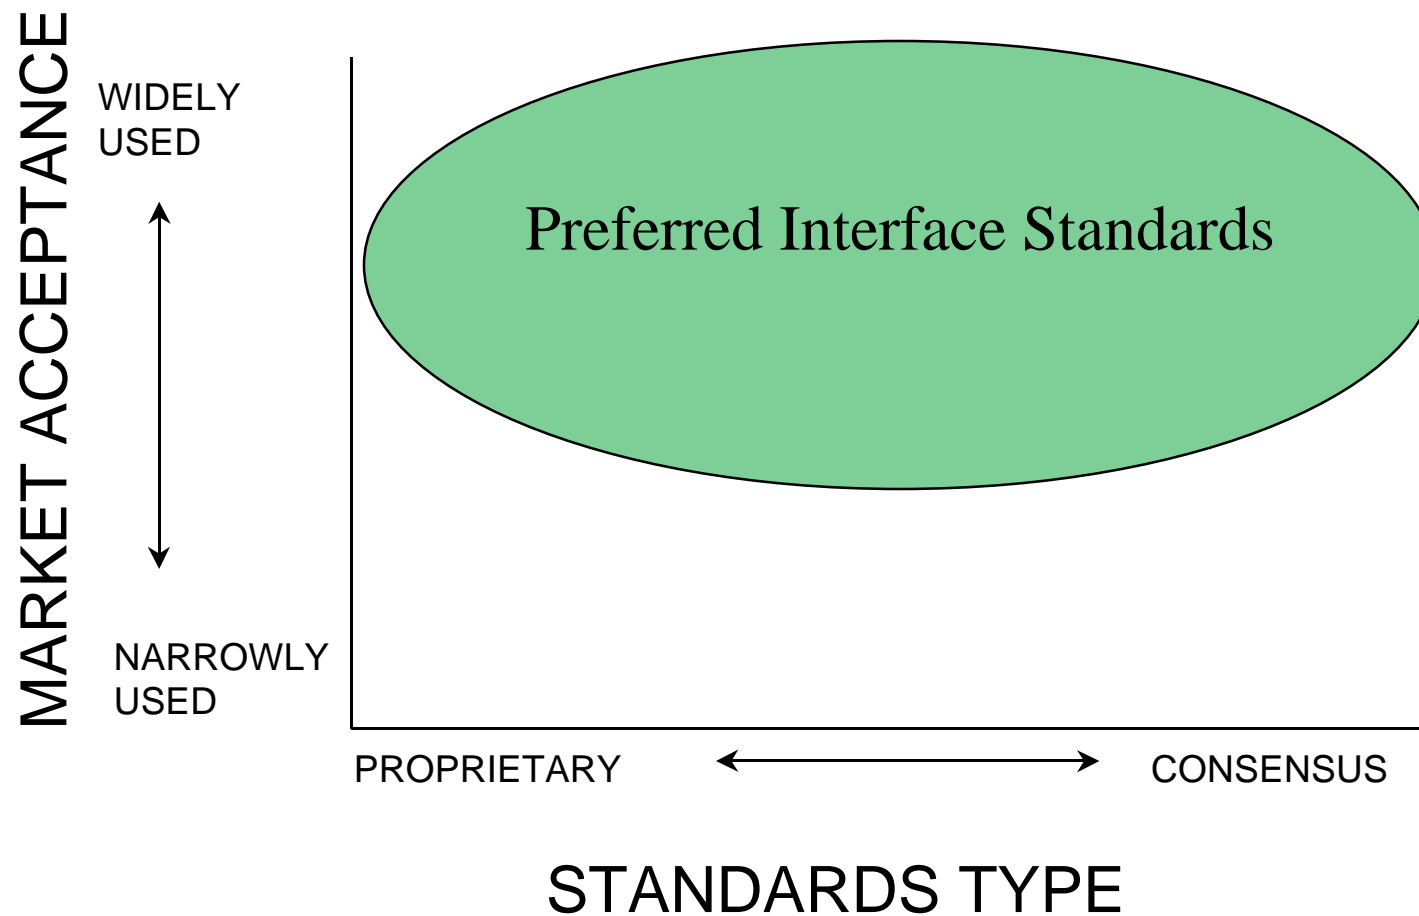 MARKET ACCEPTANCE
WIDELY
USED
Preferred Interface Standards
NARROWLY
USED
PROPRIETARY
CONSENSUS
STANDARDS TYPE